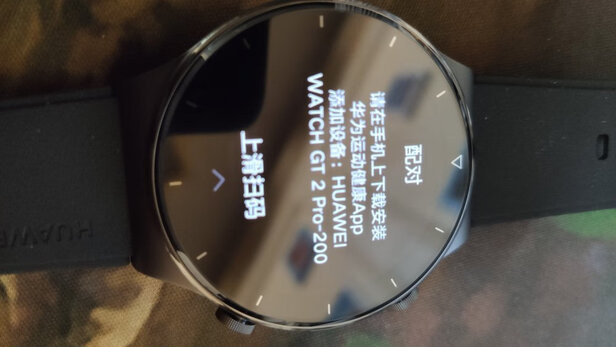 配对
请在手机上下载安装
华为运动健康App
添加设备：HUAWEI
WATCH GT 2 Pro-200
上滑扫码
HUAWEI